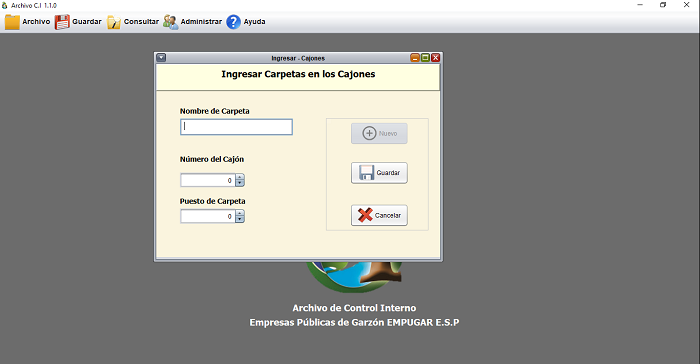 Archivo C.I 1.1.0
Archivo Guardar Consultar Administrar Ayuda
Ingresar - Cajones
Ingresar Carpetas en los Cajones
Nombre de Carpeta
Nuevo
Número del Cajón
0
Guardar
Puesto de Carpeta
0
Cancelar
Archivo de Control Interno
Empresas Públicas de Garzón EMPUGAR E.S.P